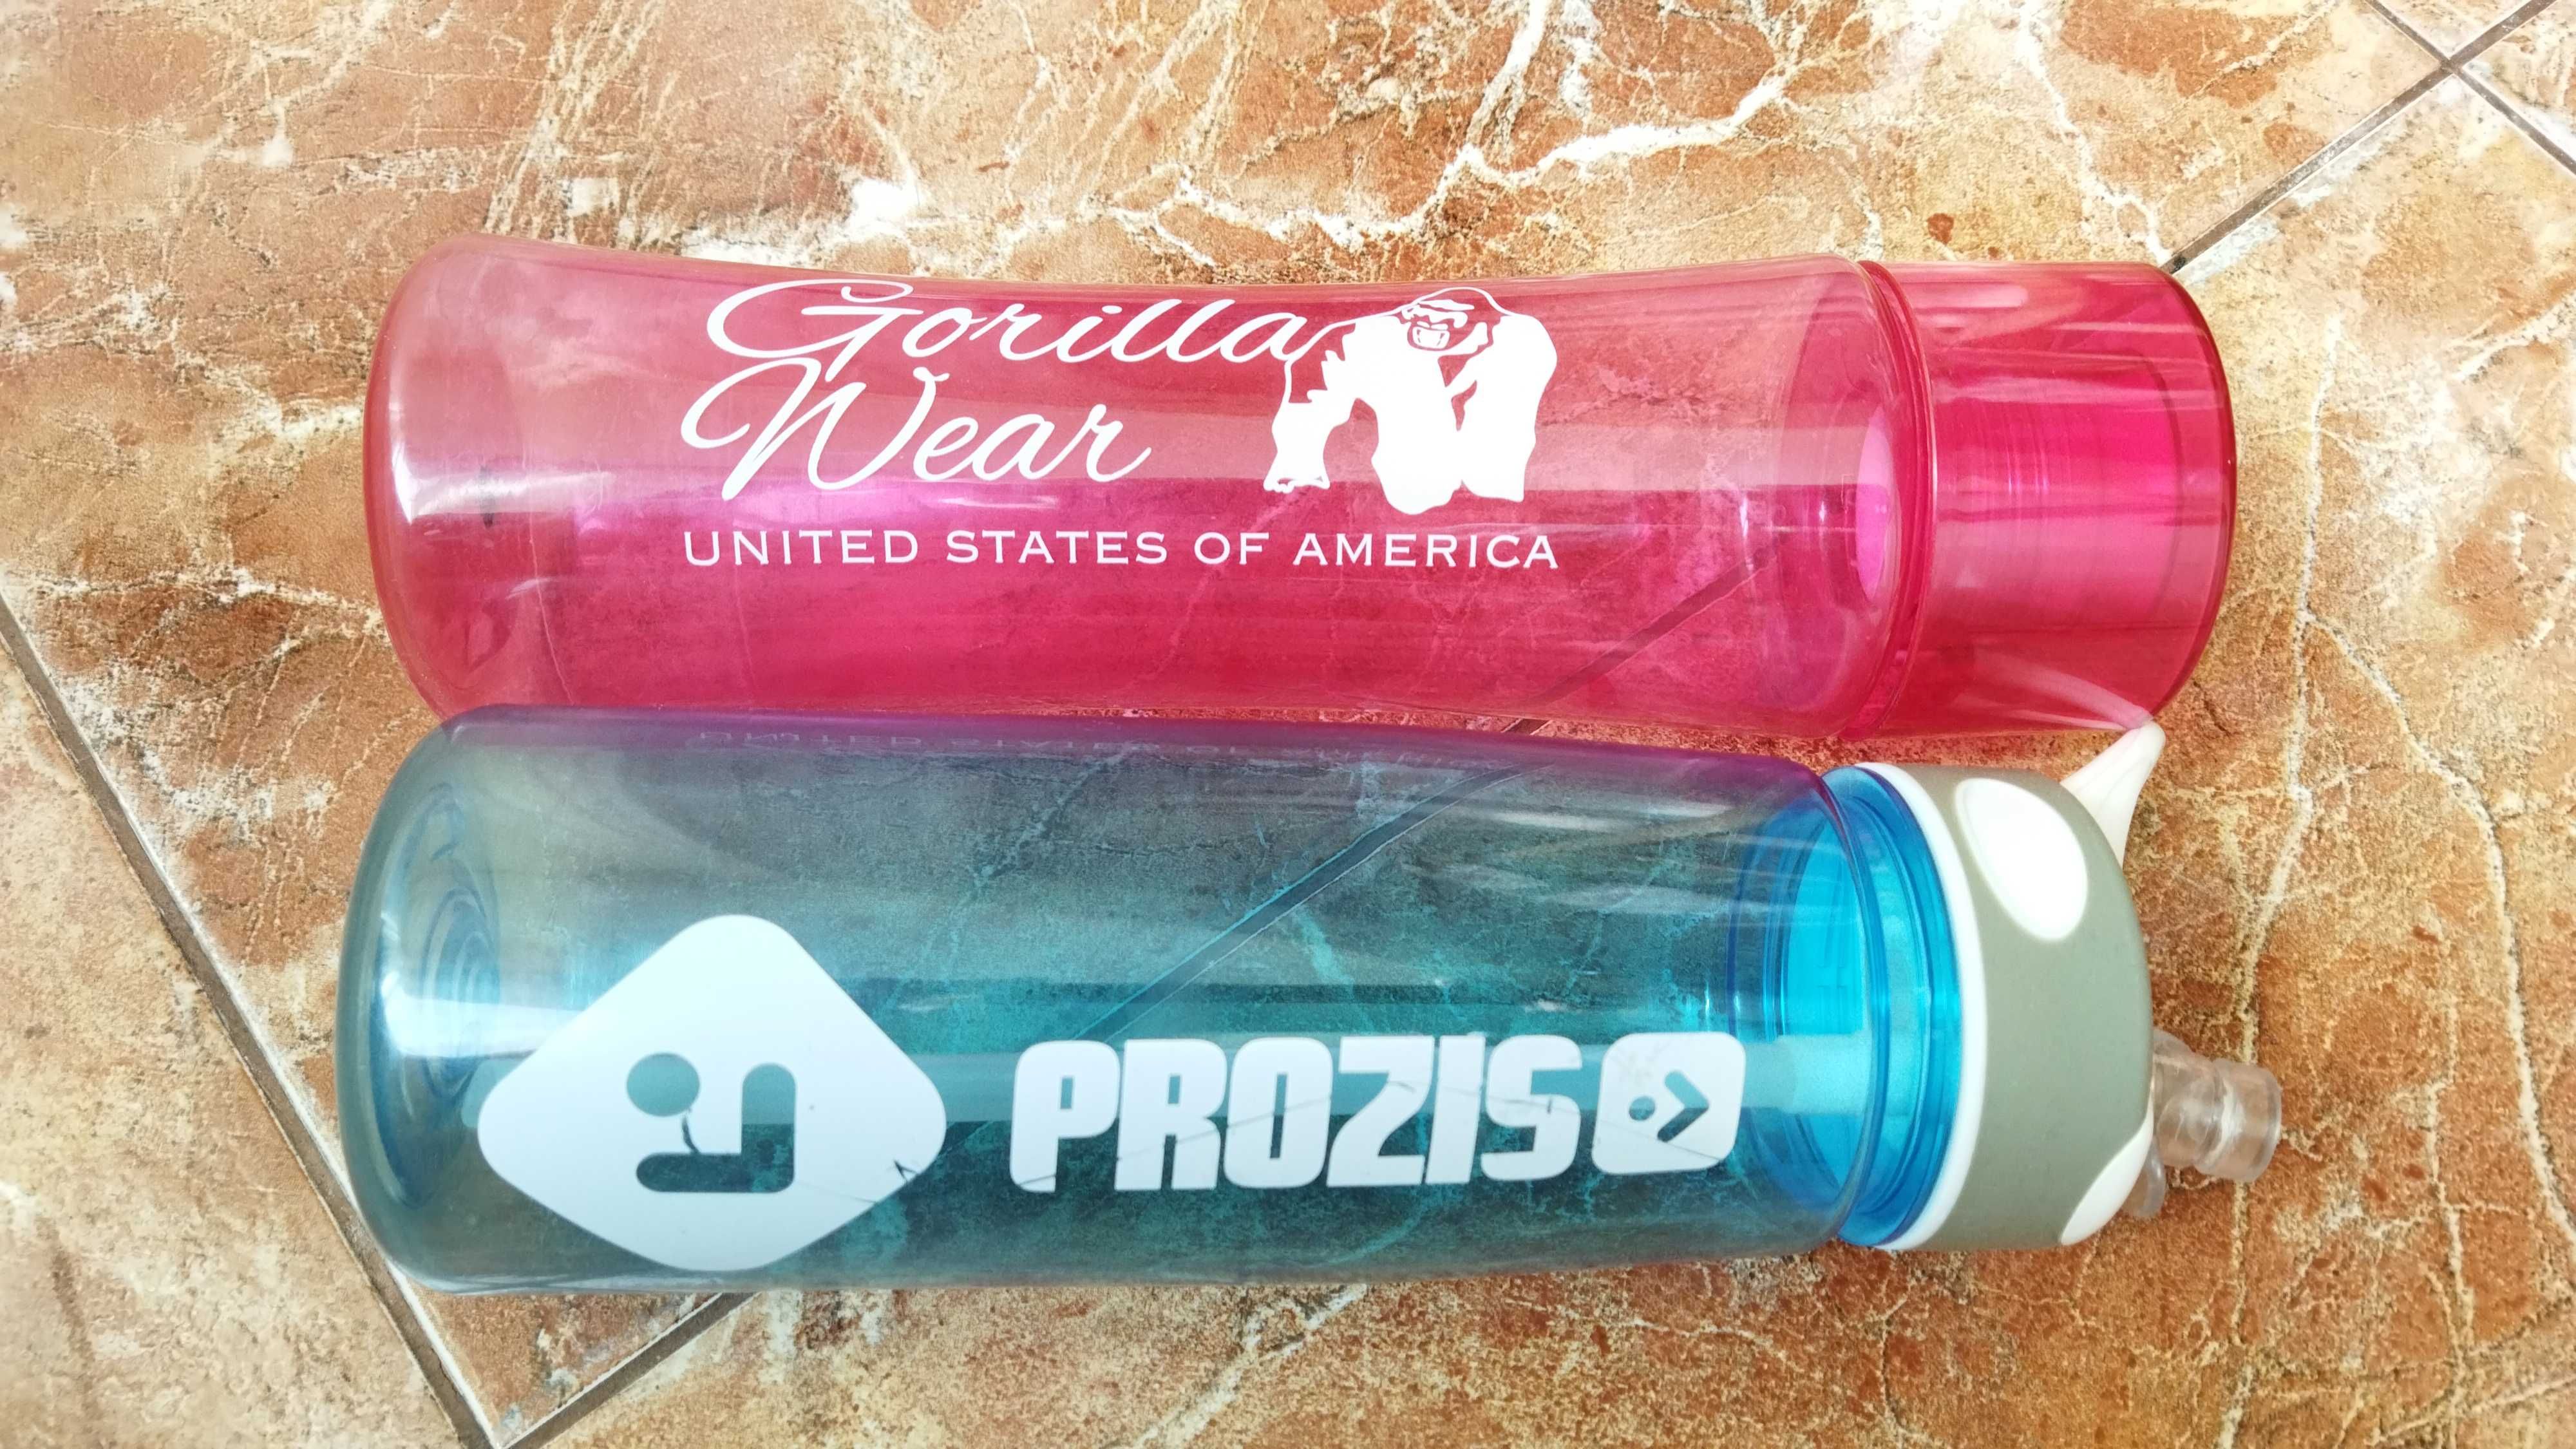 Gorilla
Wear
UNITED STATES OF AMERICA
PROZIS